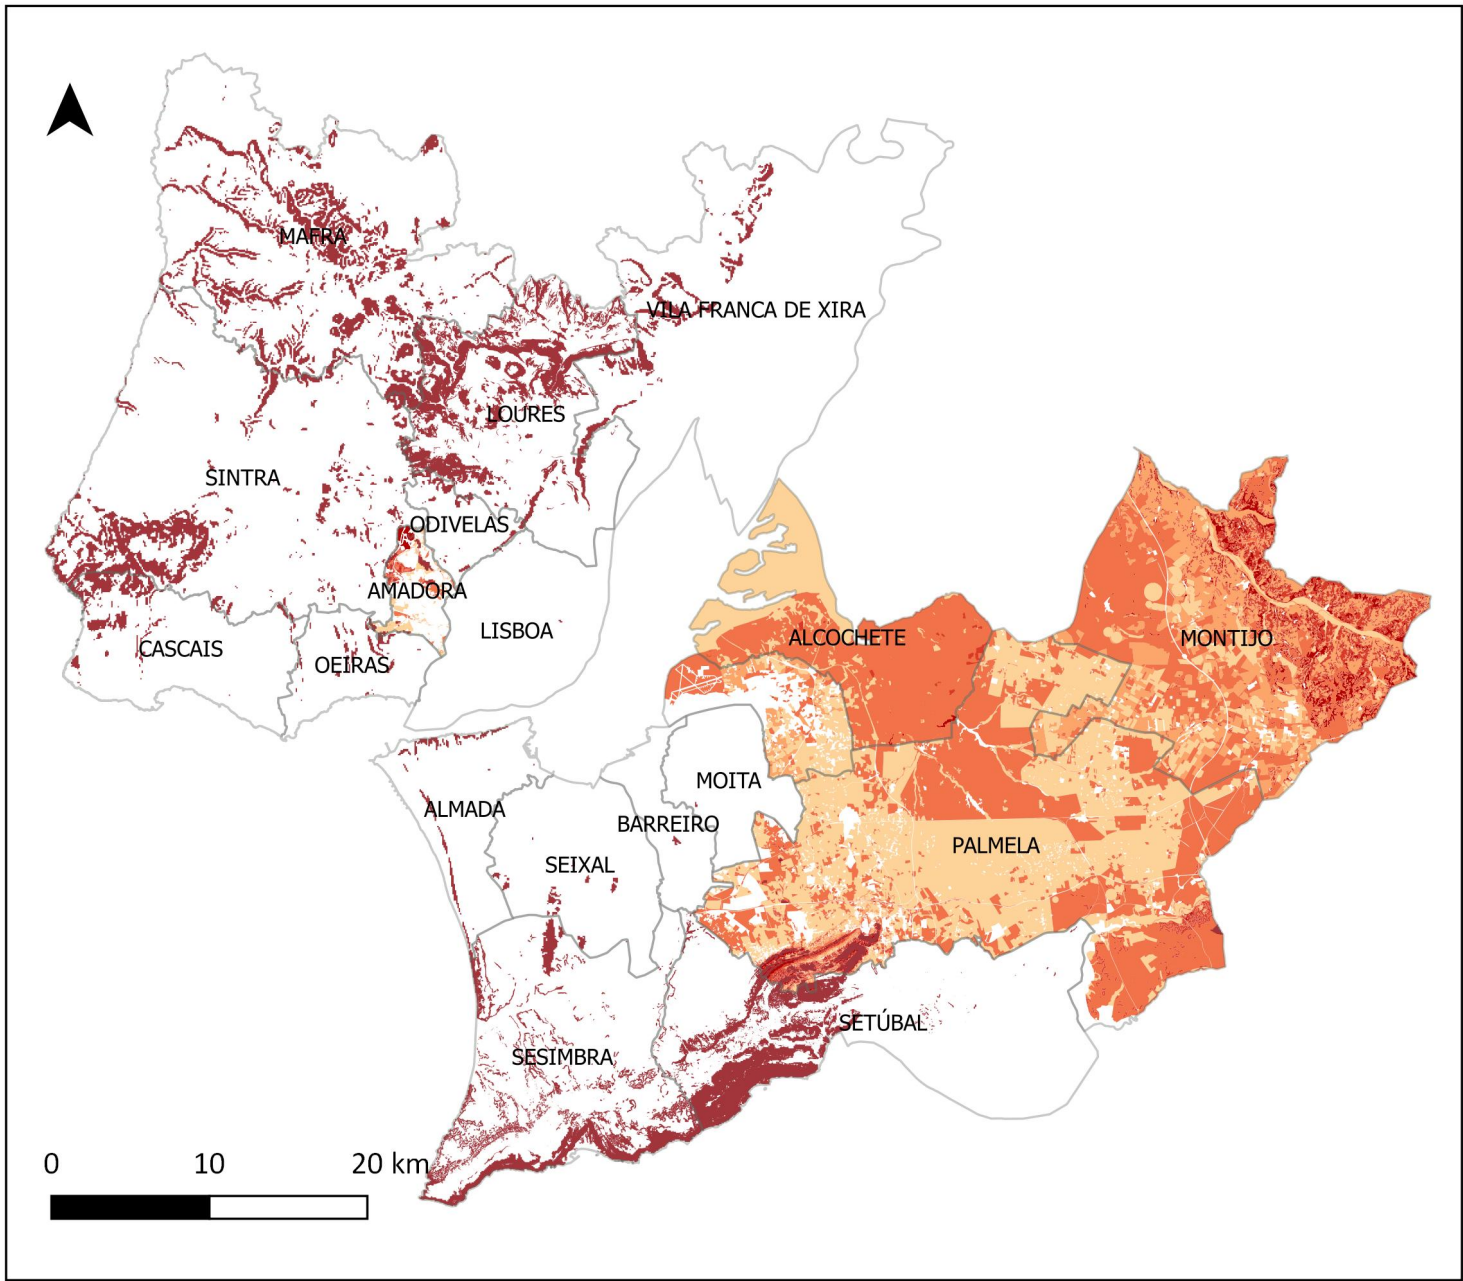 MAFRA
VILA FRANCA DE XIRA
LOURES
SINTRA
ODIVELAS
AMADORA
LISBOA
ALCOCHETE
MONTIJO
CASCAIS
OEIRAS
MOITA
ALMADA
BARREIRO
PALMELA
SEIXAL
SETÚBAL
SESIMBRA
0 10 20 km